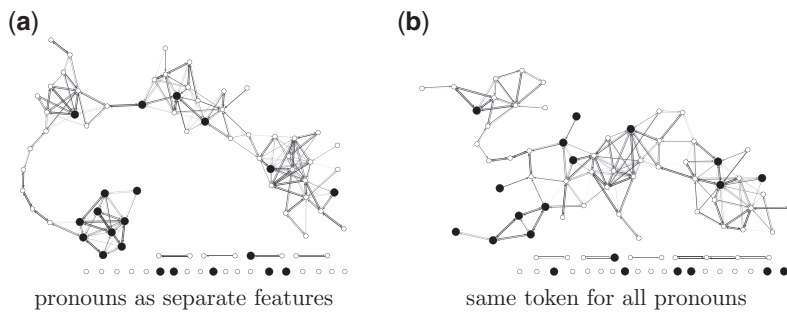 (a)
(b)
pronouns as separate features
same token for all pronouns